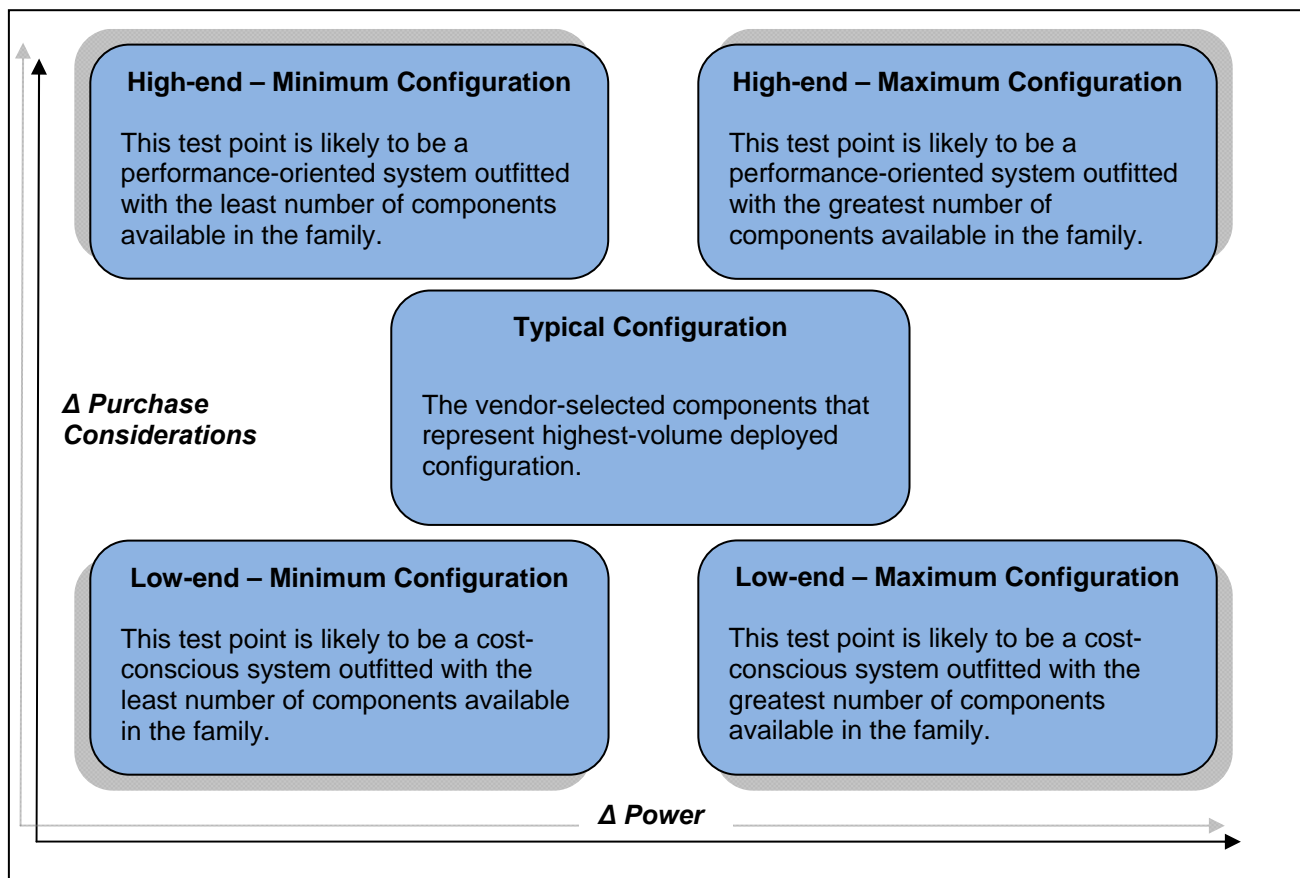 High-end – Minimum Configuration
This test point is likely to be a
performance-oriented system outfitted
with the least number of components
available in the family.
High-end – Maximum Configuration
This test point is likely to be a
performance-oriented system outfitted
with the greatest number of
components available in the family.
Typical Configuration
The vendor-selected components that
represent highest-volume deployed
configuration.
Δ Purchase
Considerations
Low-end – Minimum Configuration
This test point is likely to be a cost-
conscious system outfitted with the
least number of components available
in the family.
Low-end – Maximum Configuration
This test point is likely to be a cost-
conscious system outfitted with the
greatest number of components
available in the family.
Δ Power